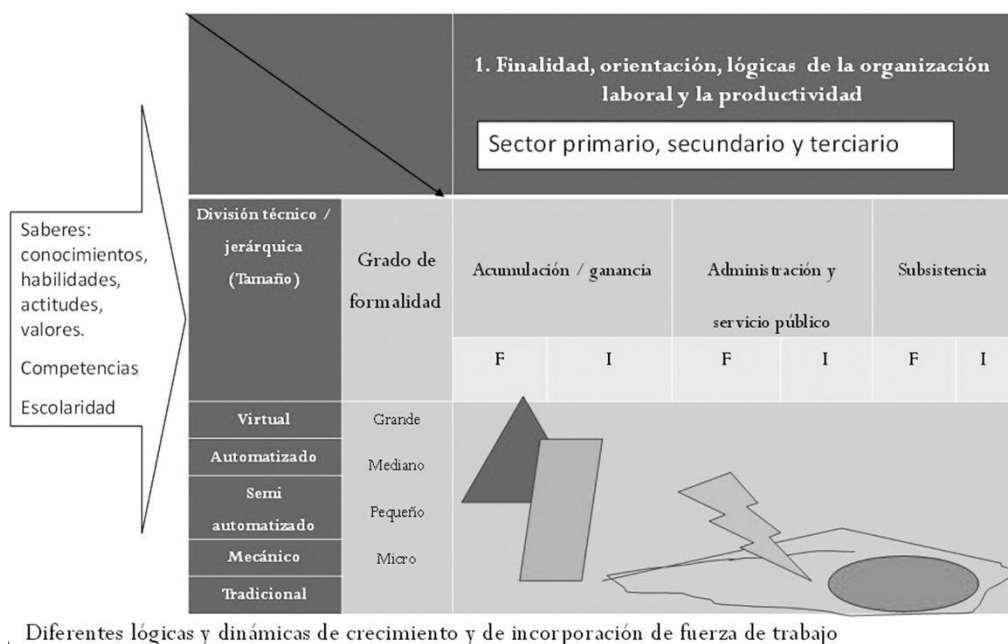 1. Finalidad, orientación, lógicas de la organización
laboral y la productividad
Sector primario, secundario y terciario
Saberes:
conocimientos,
habilidades,
actitudes,
valores.
Competencias
Escolaridad
División técnico /
jerárquica
(Tamaño)
Grado de
formalidad
Acumulación / ganancia
Administración y
servicio público
Subsistencia
F
I
F
I
F
I
Virtual
Grande
Automatizado
Mediano
Semi
automatizado
Pequeño
Mecánico
Micro
Tradicional
Diferentes lógicas y dinámicas de crecimiento y de incorporación de fuerza de trabajo